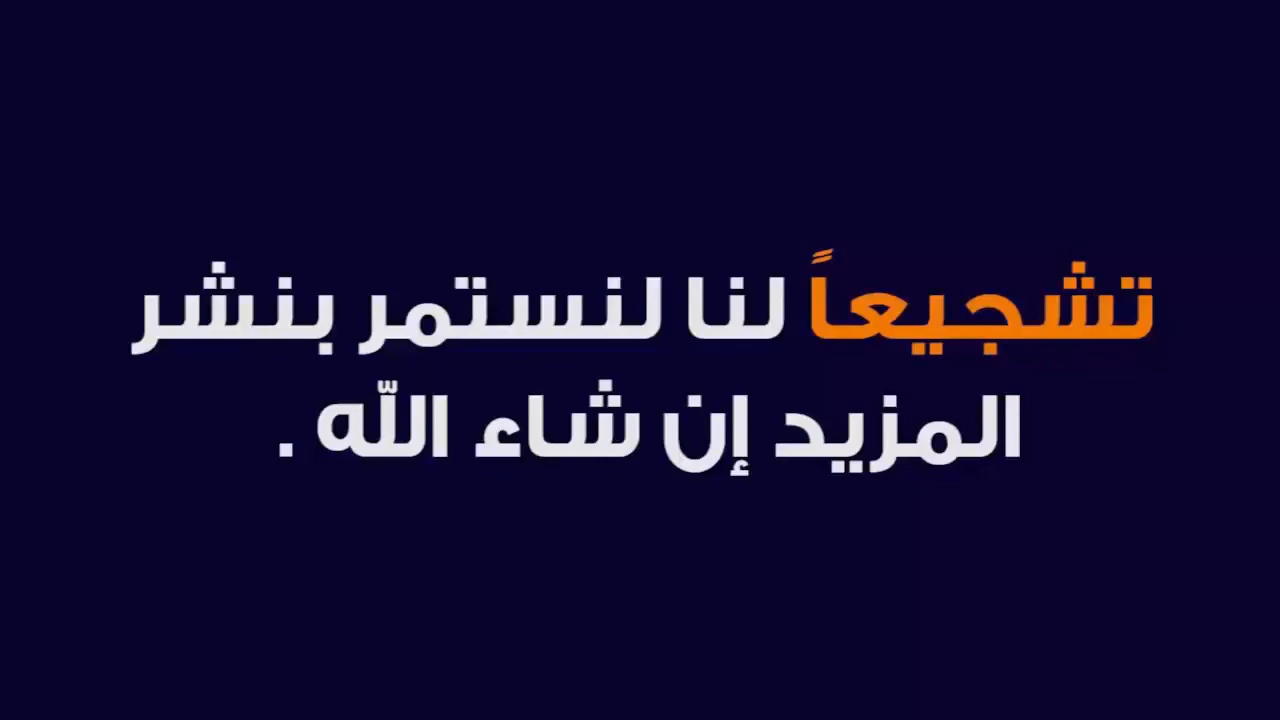 تشجيعاً لنا لنستمر بنشر
المزيد إن شاء الله .